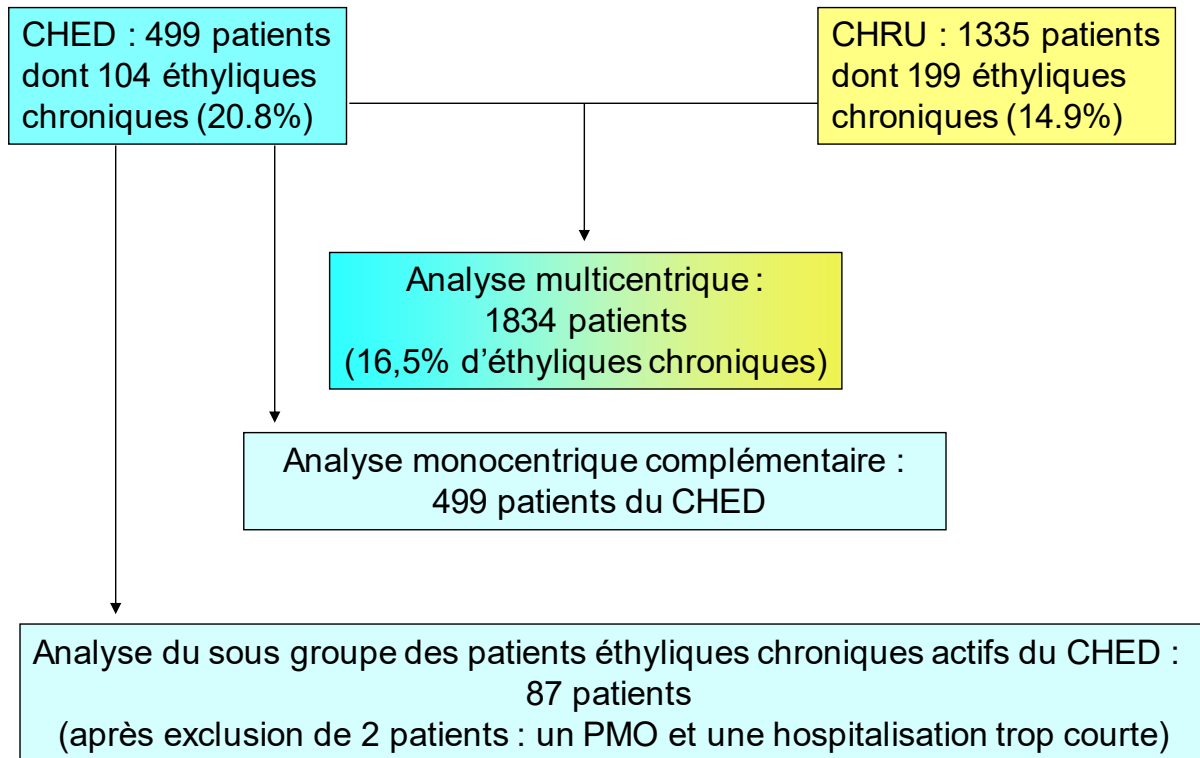 CHED : 499 patients
dont 104 éthyliques
chroniques (20.8%)
CHRU : 1335 patients
dont 199 éthyliques
chroniques (14.9%)
Analyse multicentrique :
1834 patients
(16,5% d’éthyliques chroniques)
Analyse monocentrique complémentaire :
499 patients du CHED
Analyse du sous groupe des patients éthyliques chroniques actifs du CHED :
87 patients
(après exclusion de 2 patients : un PMO et une hospitalisation trop courte)